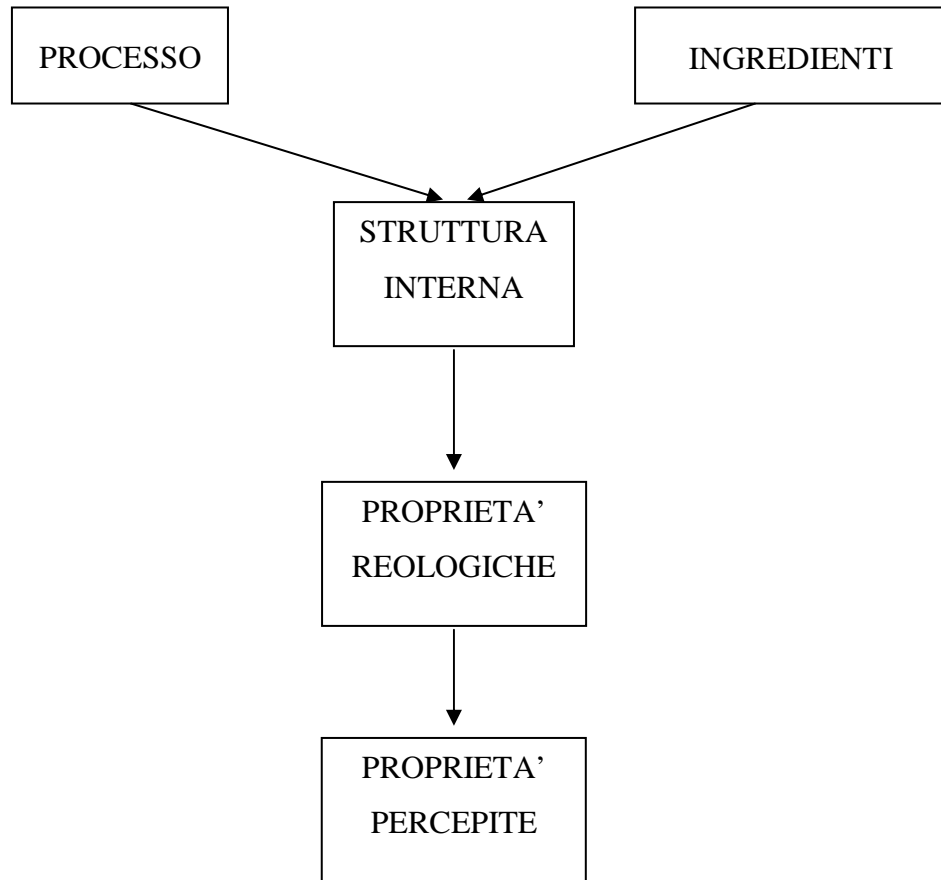 PROCESSO
INGREDIENTI
STRUTTURA
INTERNA
PROPRIETA’
REOLOGICHE
PROPRIETA’
PERCEPITE